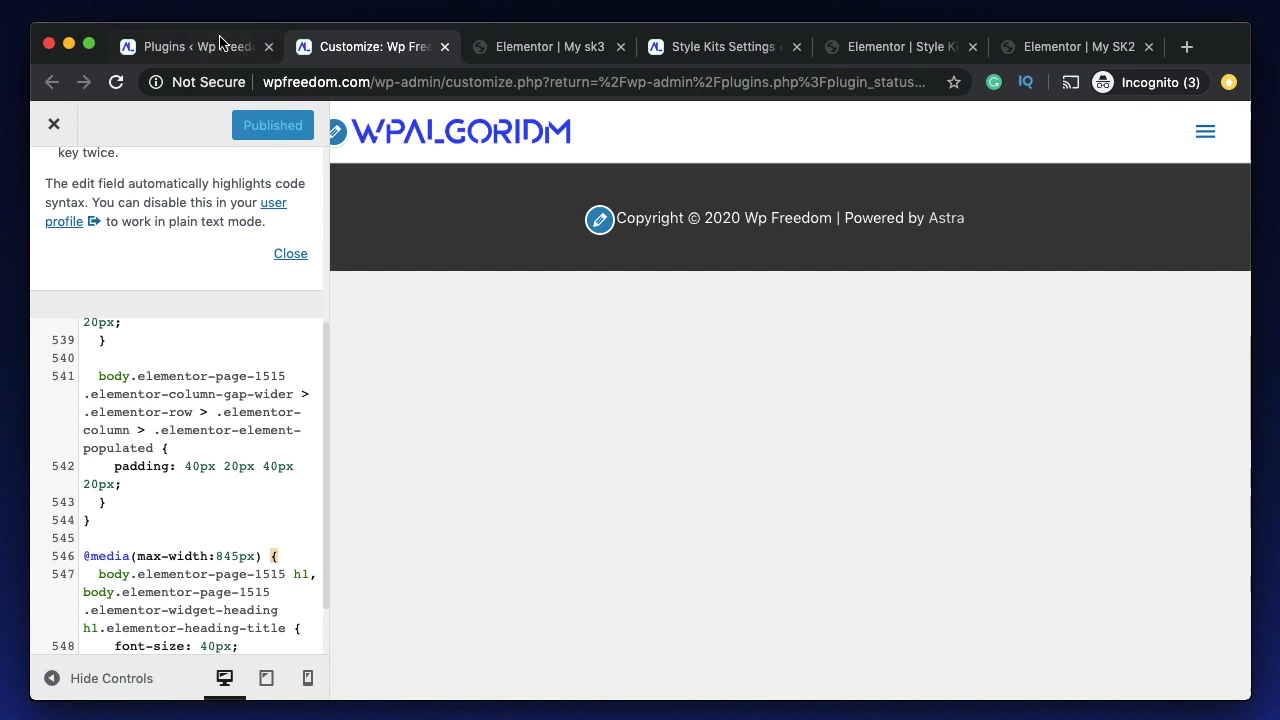 Plugins ‹ Wp Freedo
Customize: Wp Free
Elementor | My sk3
Style Kits Settings ‹
Elementor | Style Ki
Elementor | My SK2
Not Secure
wpfreedom.com/wp-admin/customize.php?return=%2Fwp-admin%2Fplugins.php%3Fplugin_status...
IQ
Incognito (3)
Published
key twice.
The edit field automatically highlights code
syntax. You can disable this in your user
profile to work in plain text mode.
Close
20px;
539 }
540
541 body.elementor-page-1515
.elementor-column-gap-wider >
.elementor-row > .elementor-
column > .elementor-element-
populated {
542 padding: 40px 20px 40px
20px;
543 }
544 }
545
546 @media(max-width:845px) {
547 body.elementor-page-1515 h1,
body.elementor-page-1515
.elementor-widget-heading
h1.elementor-heading-title {
548 font-size: 40px;
Hide Controls
WPALGORIDM
Copyright © 2020 Wp Freedom | Powered by Astra